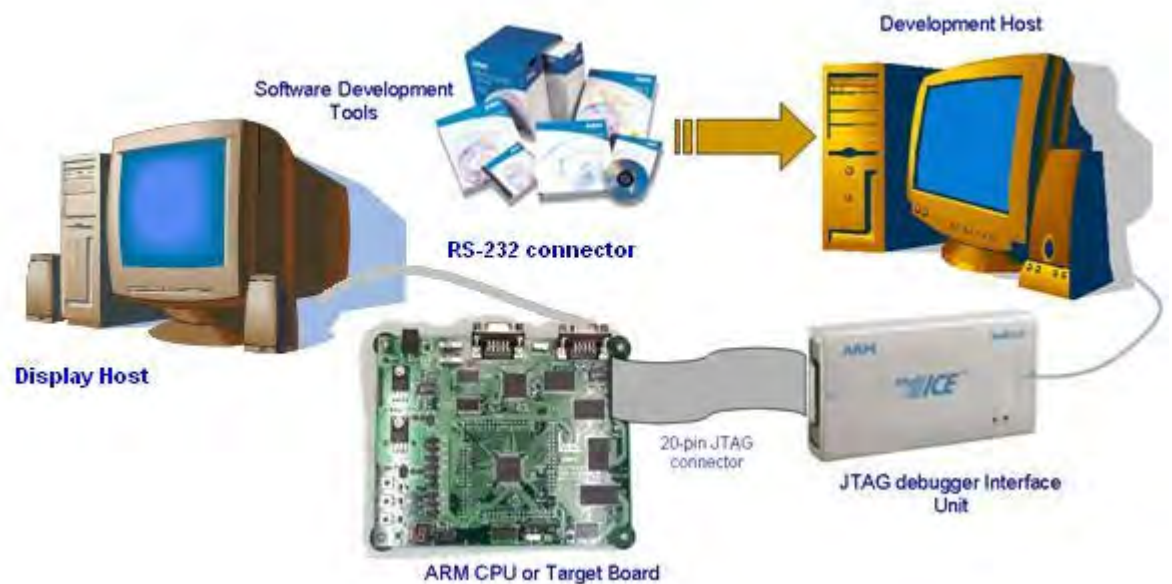 Development Host
Software Development
Tools
ARM
RS-232 connector
Display Host
ARM
ICE
20-pin JTAG
connector
JTAG debugger Interface
Unit
ARM CPU or Target Board